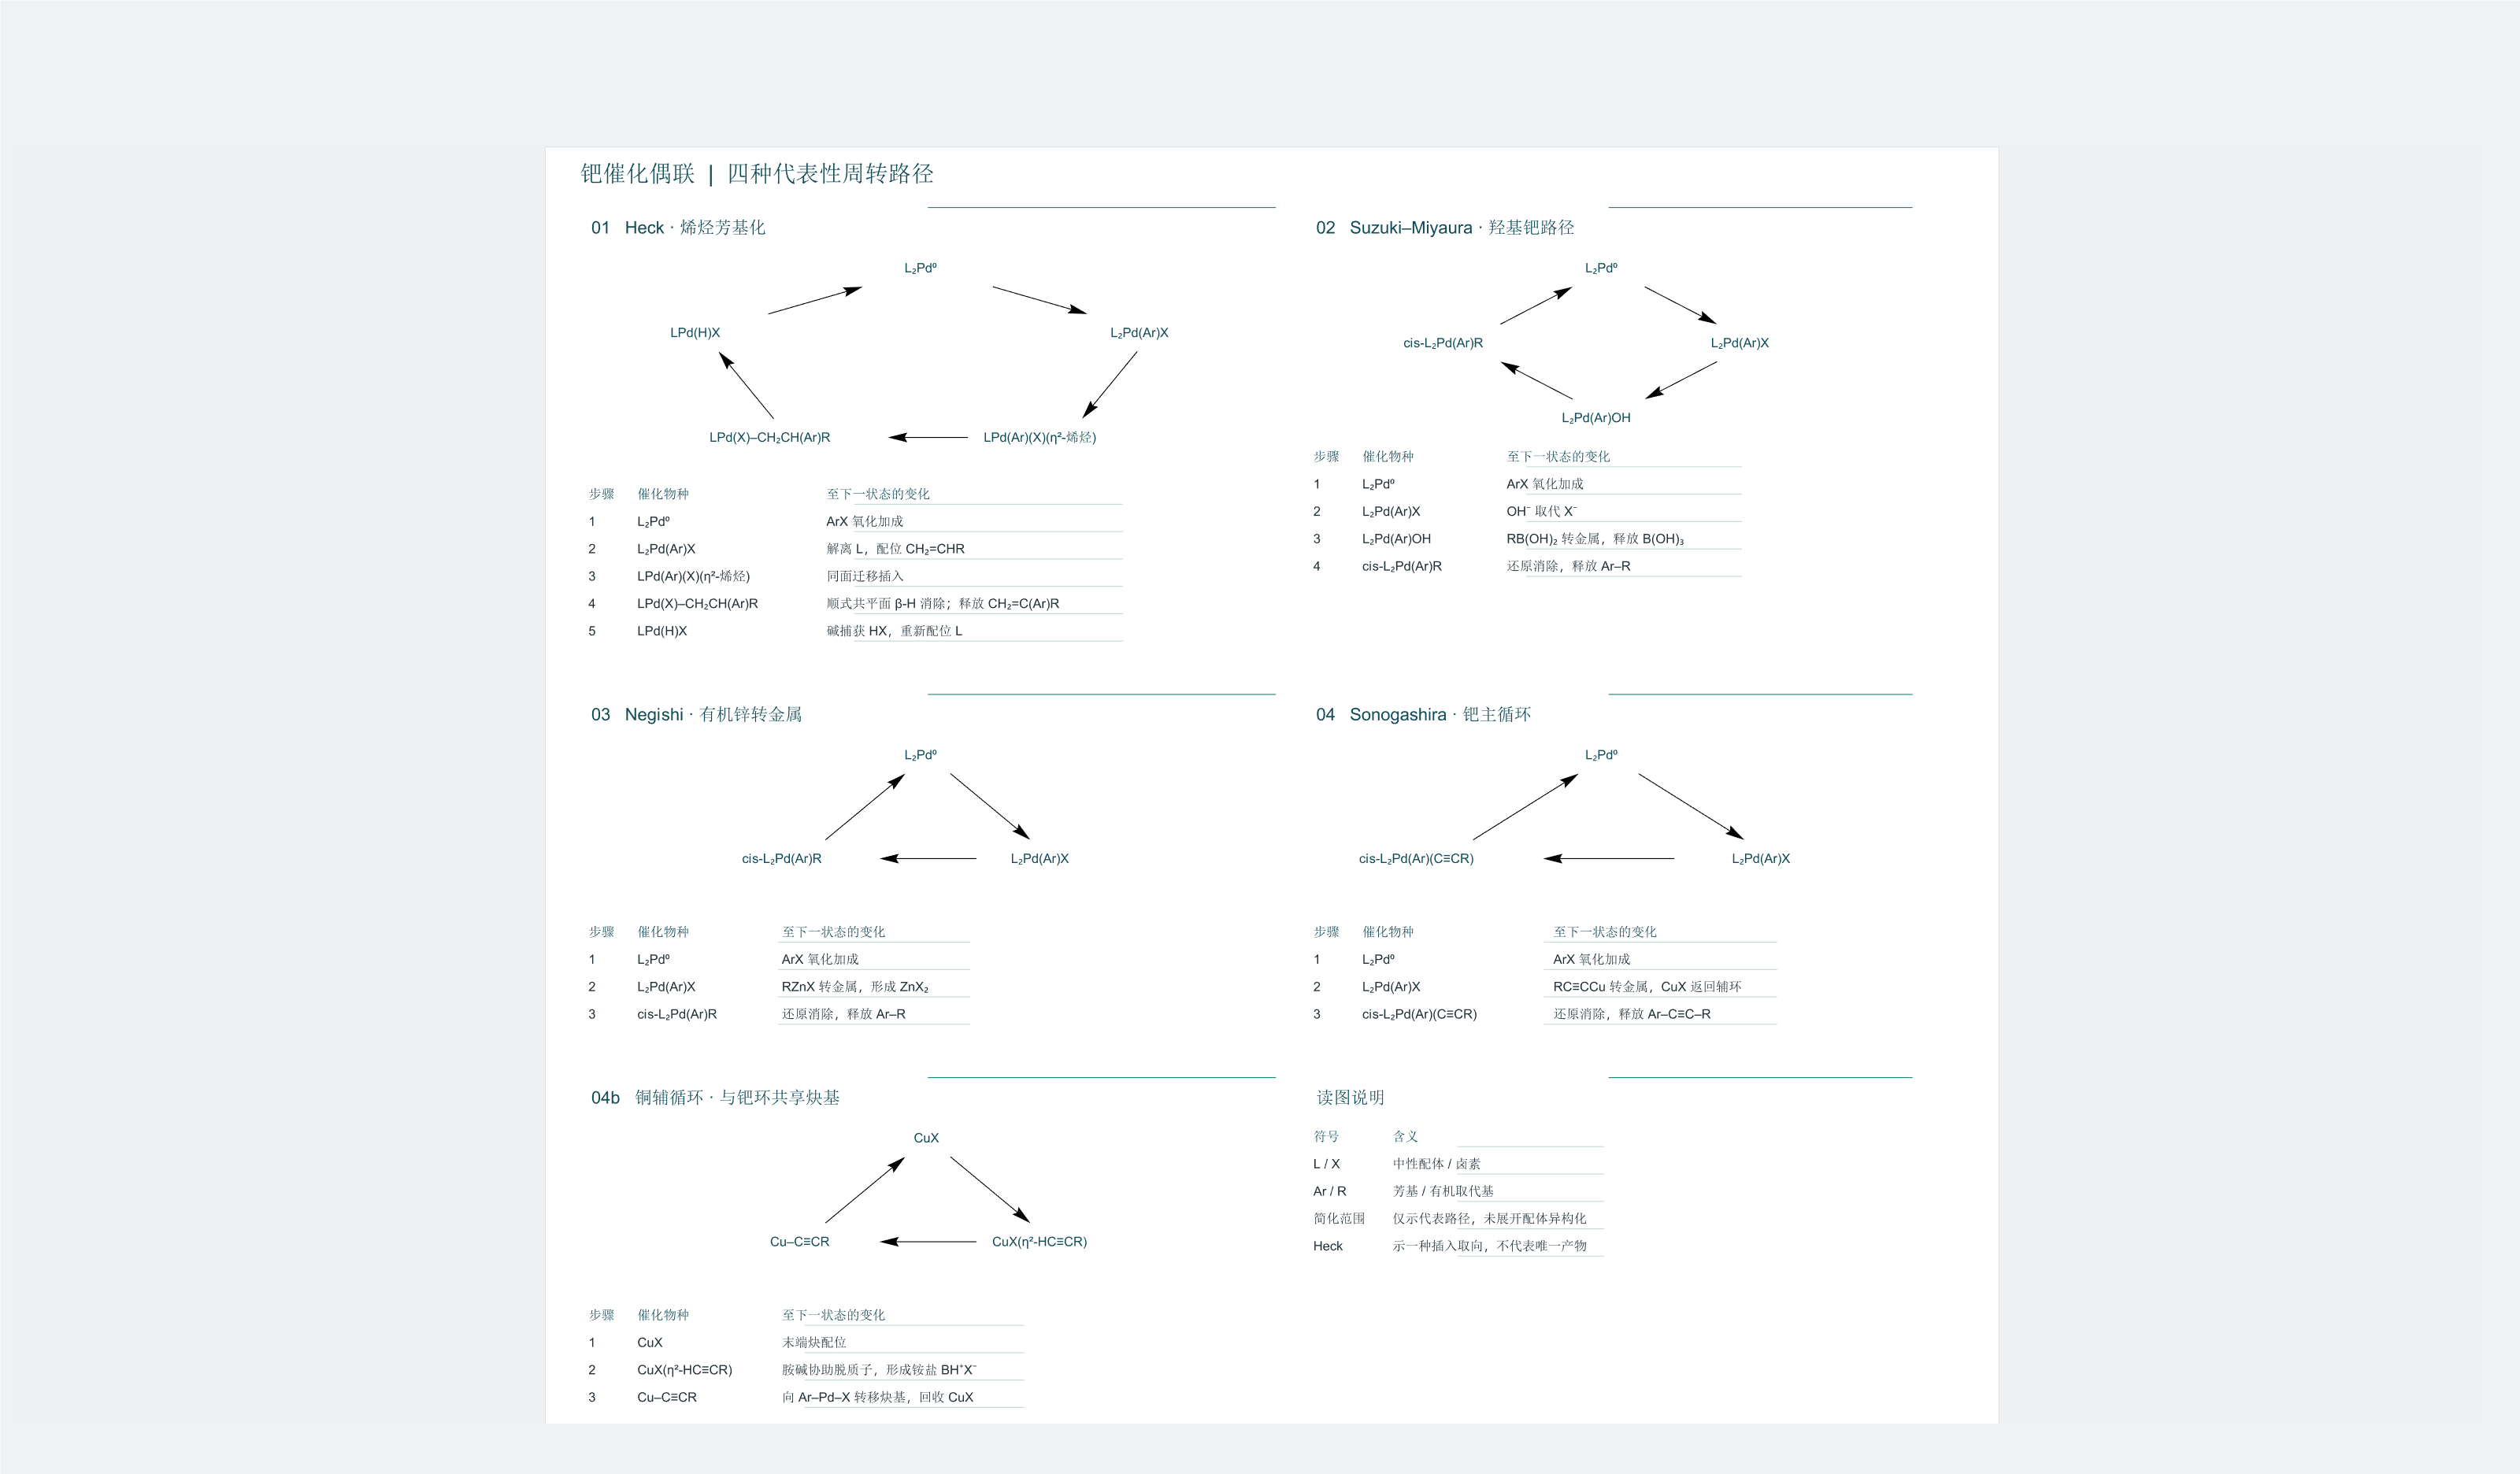 钯催化偶联 | 四种代表性周转路径
01 Heck · 烯烃芳基化
L₂Pd⁰
LPd(H)X
L₂Pd(Ar)X
LPd(X)–CH₂CH(Ar)R
LPd(Ar)(X)(η²-烯烃)
步骤 催化物种 至下一状态的变化
1 L₂Pd⁰ ArX 氧化加成
2 L₂Pd(Ar)X 解离 L，配位 CH₂=CHR
3 LPd(Ar)(X)(η²-烯烃) 同面迁移插入
4 LPd(X)–CH₂CH(Ar)R 顺式共平面 β-H 消除；释放 CH₂=C(Ar)R
5 LPd(H)X 碱捕获 HX，重新配位 L
02 Suzuki–Miyaura · 羟基钯路径
L₂Pd⁰
cis-L₂Pd(Ar)R
L₂Pd(Ar)X
L₂Pd(Ar)OH
步骤 催化物种 至下一状态的变化
1 L₂Pd⁰ ArX 氧化加成
2 L₂Pd(Ar)X OH⁻ 取代 X⁻
3 L₂Pd(Ar)OH RB(OH)₂ 转金属，释放 B(OH)₃
4 cis-L₂Pd(Ar)R 还原消除，释放 Ar–R
03 Negishi · 有机锌转金属
L₂Pd⁰
cis-L₂Pd(Ar)R
L₂Pd(Ar)X
步骤 催化物种 至下一状态的变化
1 L₂Pd⁰ ArX 氧化加成
2 L₂Pd(Ar)X RZnX 转金属，形成 ZnX₂
3 cis-L₂Pd(Ar)R 还原消除，释放 Ar–R
04 Sonogashira · 钯主循环
L₂Pd⁰
cis-L₂Pd(Ar)(C≡CR)
L₂Pd(Ar)X
步骤 催化物种 至下一状态的变化
1 L₂Pd⁰ ArX 氧化加成
2 L₂Pd(Ar)X RC≡CCu 转金属，CuX 返回辅环
3 cis-L₂Pd(Ar)(C≡CR) 还原消除，释放 Ar–C≡C–R
04b 铜辅循环 · 与钯环共享炔基
CuX
Cu–C≡CR
CuX(η²-HC≡CR)
步骤 催化物种 至下一状态的变化
1 CuX 末端炔配位
2 CuX(η²-HC≡CR) 胺碱协助脱质子，形成铵盐 BH⁺X⁻
3 Cu–C≡CR 向 Ar–Pd–X 转移炔基，回收 CuX
读图说明
符号 含义
L / X 中性配体 / 卤素
Ar / R 芳基 / 有机取代基
简化范围 仅示代表路径，未展开配体异构化
Heck 示一种插入取向，不代表唯一产物